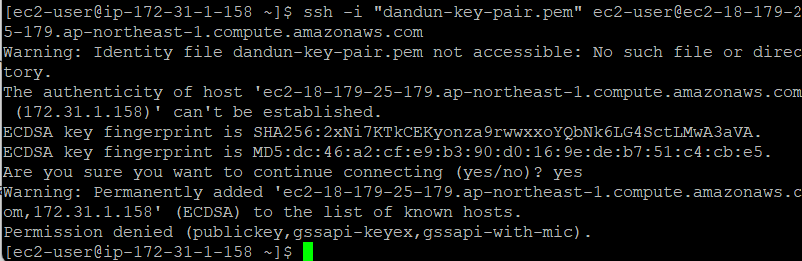 [ec2-user@ip-172-31-1-158 ~]$ ssh -i "dandun-key-pair.pem" ec2-user@ec2-18-179-2
5-179.ap-northeast-1.compute.amazonaws.com
Warning: Identity file dandun-key-pair.pem not accessible: No such file or direc
tory.
The authenticity of host 'ec2-18-179-25-179.ap-northeast-1.compute.amazonaws.com
 (172.31.1.158)' can't be established.
ECDSA key fingerprint is SHA256:2xNi7KTkCEKyonza9rwwxxoYQbNk6LG4SctLMwA3aVA.
ECDSA key fingerprint is MD5:dc:46:a2:cf:e9:b3:90:d0:16:9e:de:b7:51:c4:cb:e5.
Are you sure you want to continue connecting (yes/no)? yes
Warning: Permanently added 'ec2-18-179-25-179.ap-northeast-1.compute.amazonaws.c
om,172.31.1.158' (ECDSA) to the list of known hosts.
Permission denied (publickey,gssapi-keyex,gssapi-with-mic).
[ec2-user@ip-172-31-1-158 ~]$